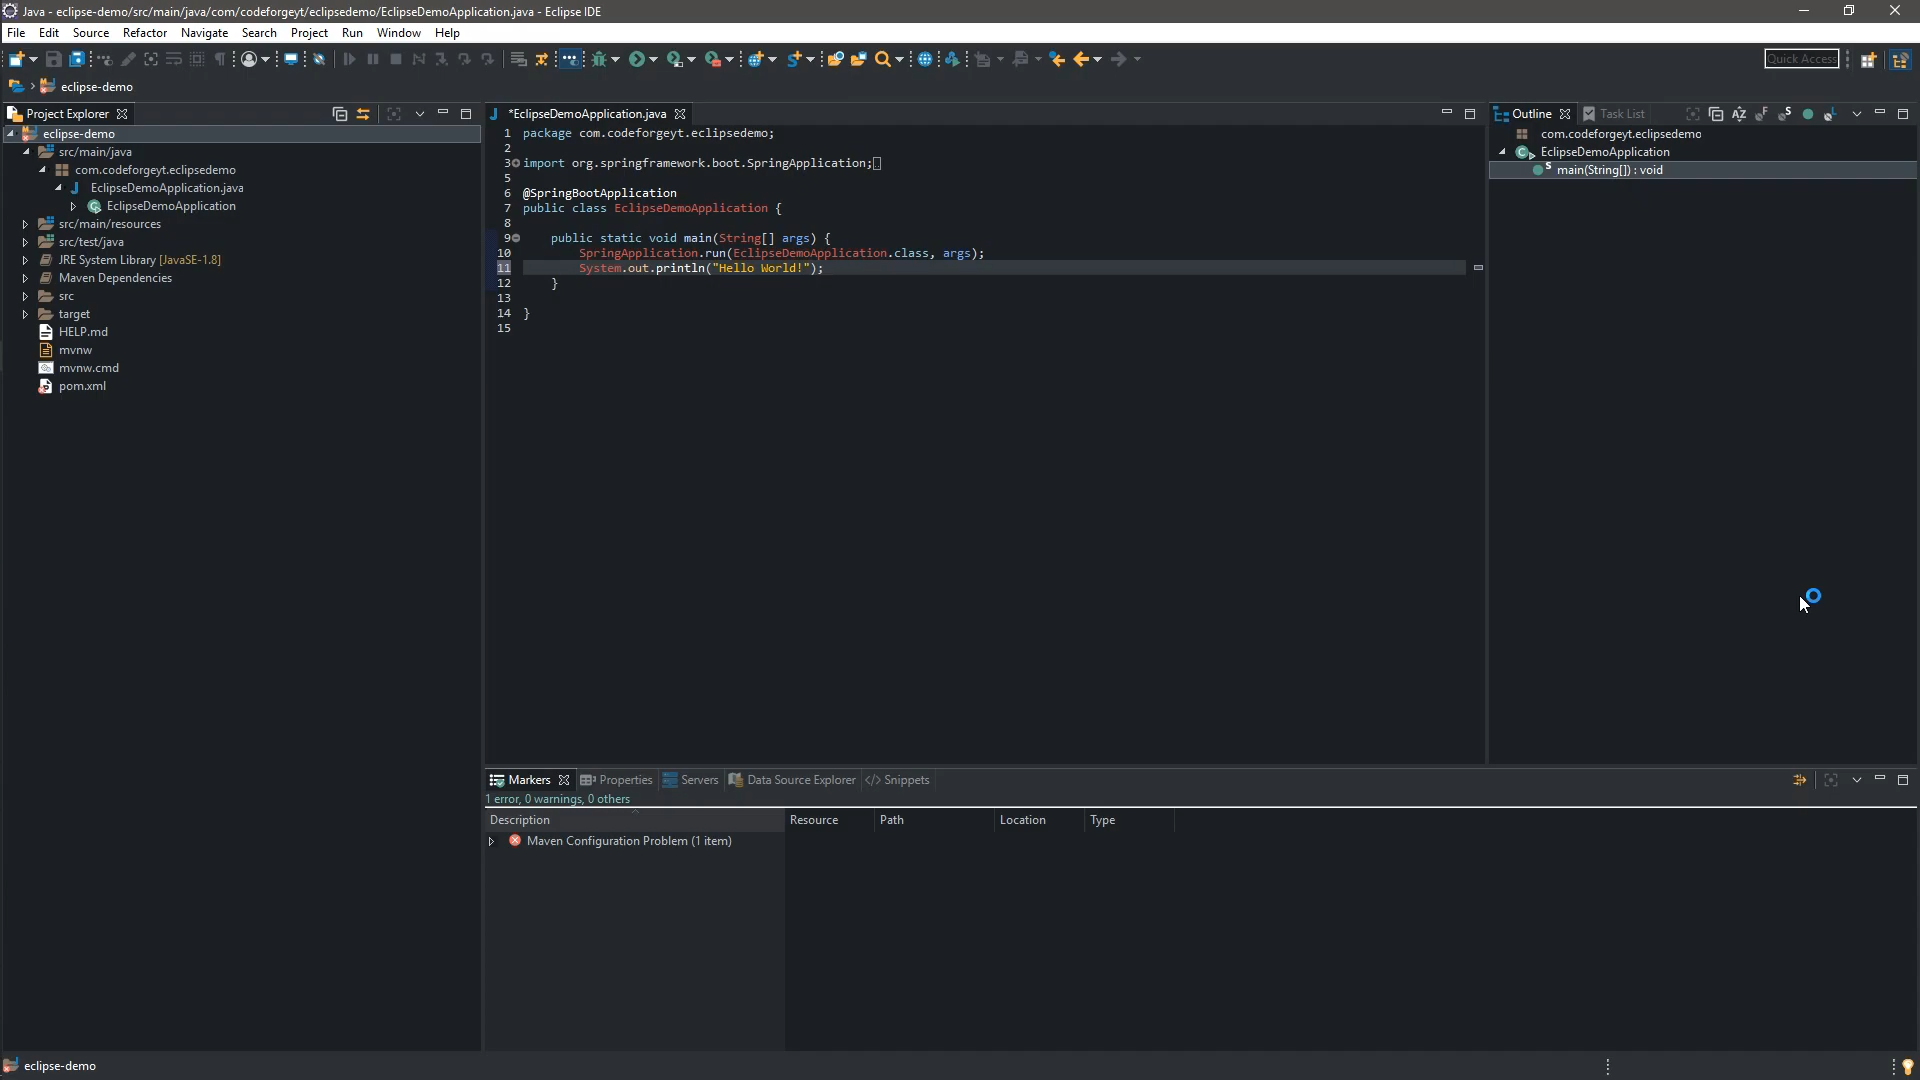 Java - eclipse-demo/src/main/java/com/codeforgeyt/eclipsedemo/EclipseDemoApplication.java - Eclipse IDE
File Edit Source Refactor Navigate Search Project Run Window Help
Quick Access
eclipse-demo
Project Explorer
eclipse-demo
src/main/java
com.codeforgeyt.eclipsedemo
EclipseDemoApplication.java
EclipseDemoApplication
src/main/resources
src/test/java
JRE System Library [JavaSE-1.8]
Maven Dependencies
src
target
HELP.md
mvnw
mvnw.cmd
pom.xml
*EclipseDemoApplication.java
1 package com.codeforgeyt.eclipsedemo;
2
3 import org.springframework.boot.SpringApplication;
5
6 @SpringBootApplication
7 public class EclipseDemoApplication {
8
9 public static void main(String[] args) {
10 SpringApplication.run(EclipseDemoApplication.class, args);
11 System.out.println("Hello World!");
12 }
13
14 }
15
Outline Task List
com.codeforgeyt.eclipsedemo
EclipseDemoApplication
main(String[]) : void
Markers Properties Servers Data Source Explorer Snippets
1 error, 0 warnings, 0 others
Description Resource Path Location Type
Maven Configuration Problem (1 item)
eclipse-demo